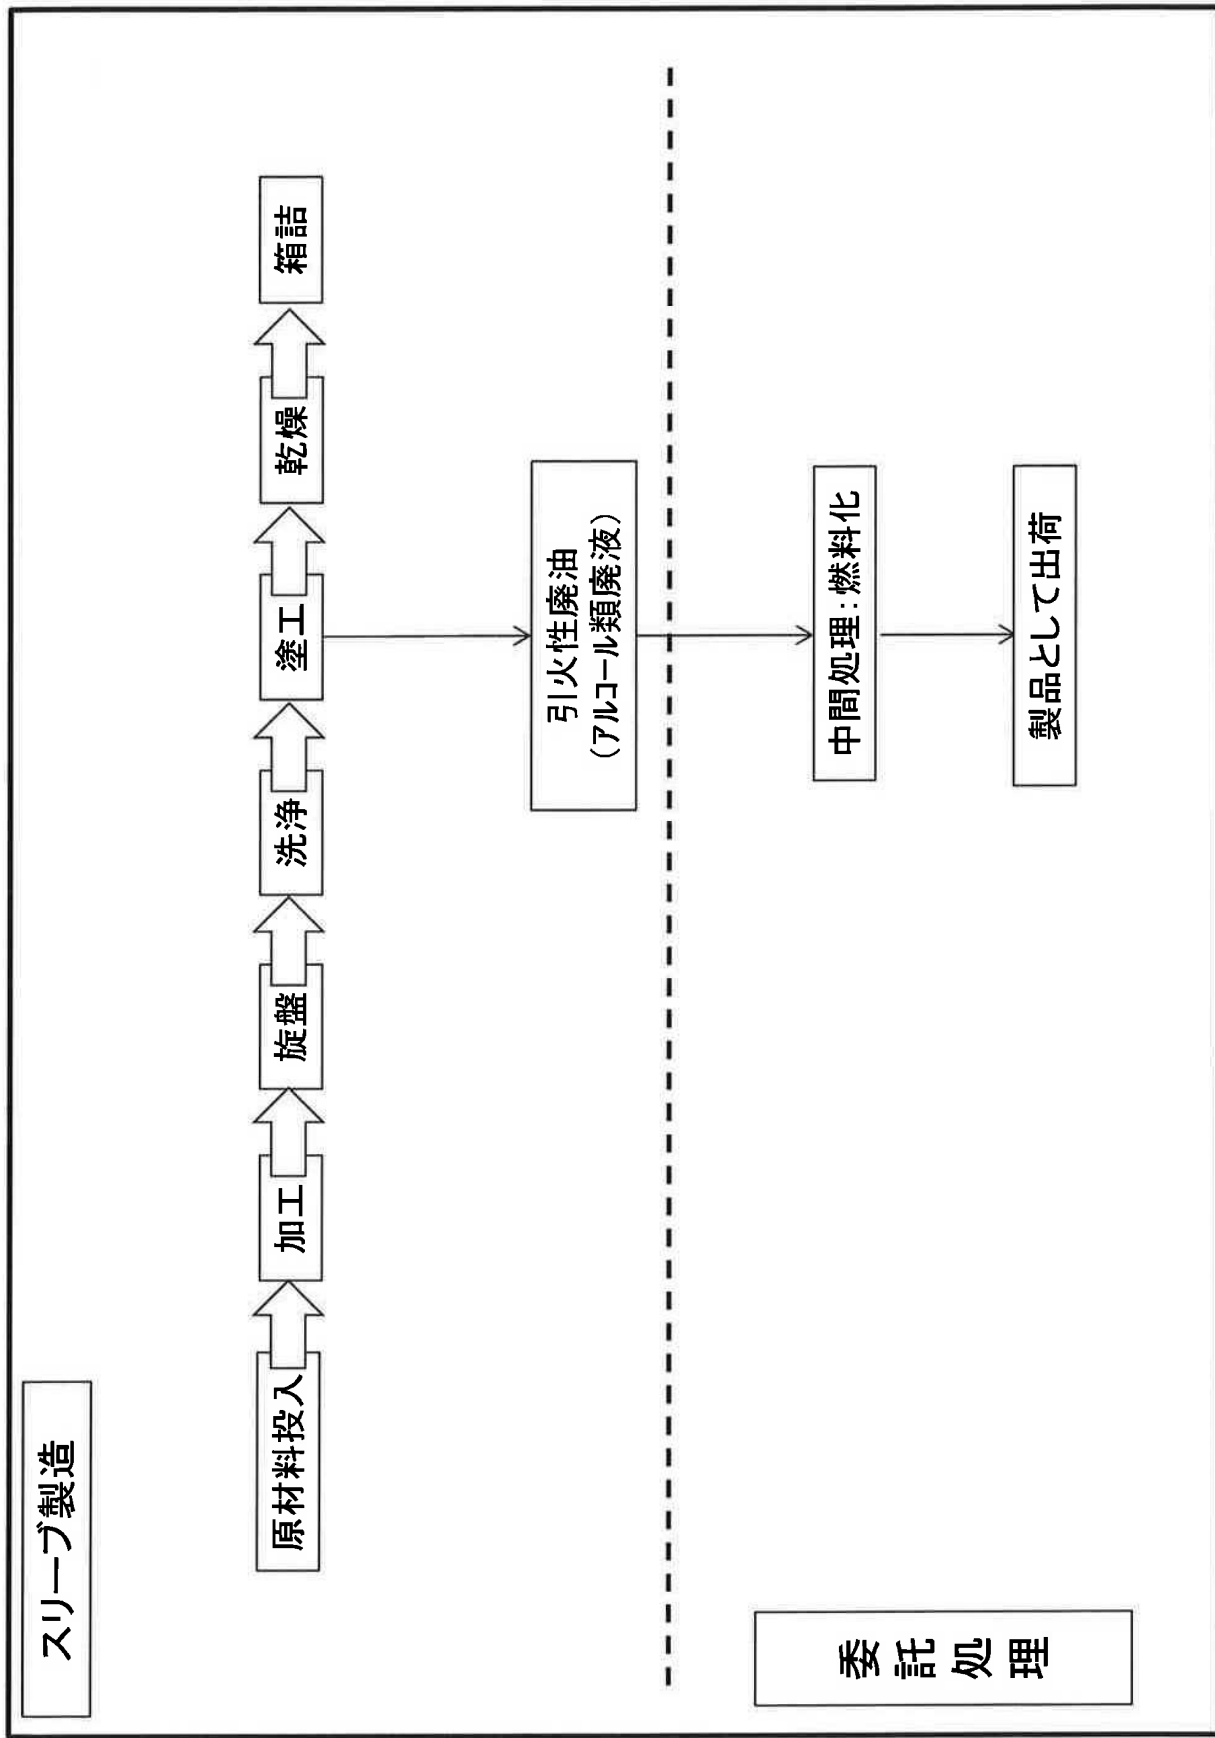 スリーブ製造
原材料投入
加工
旋盤
洗浄
塗工
乾燥
箱詰
引火性廃油
(アルコール類廃液)
委託処理
中間処理:燃料化
製品として出荷